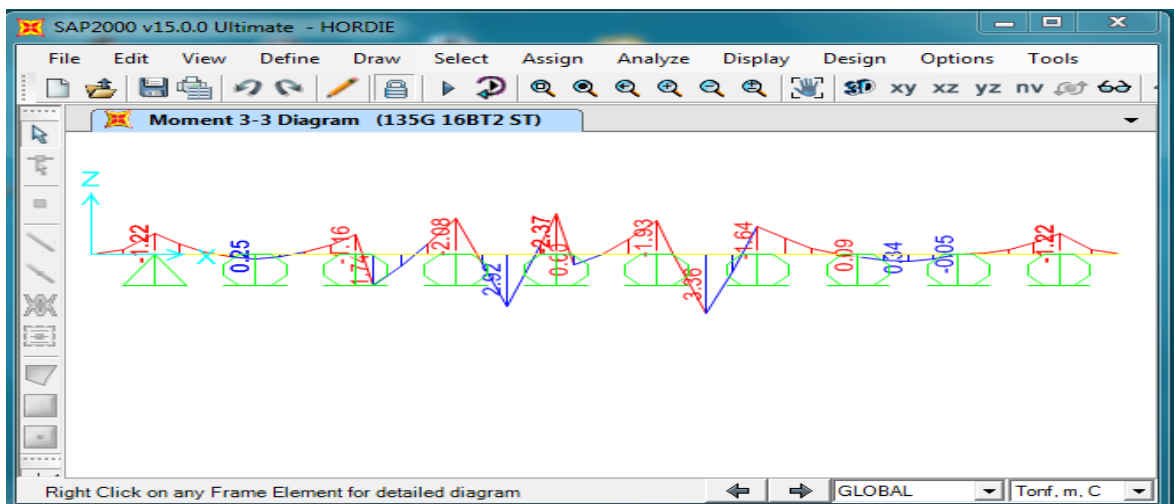 SAP2000 v15.0.0 Ultimate - HORDIE
File Edit View Define Draw Select Assign Analyze Display Design Options Tools
3D xy xz yz nv
Moment 3-3 Diagram (135G 16BT2 ST)
Z
X
-1.22
0.25
-1.16
1.74
-2.08
2.92
-2.37
0.60
-1.93
3.36
-1.64
0.09
0.34
-0.05
-1.22
Right Click on any Frame Element for detailed diagram
GLOBAL
Tonf, m, C